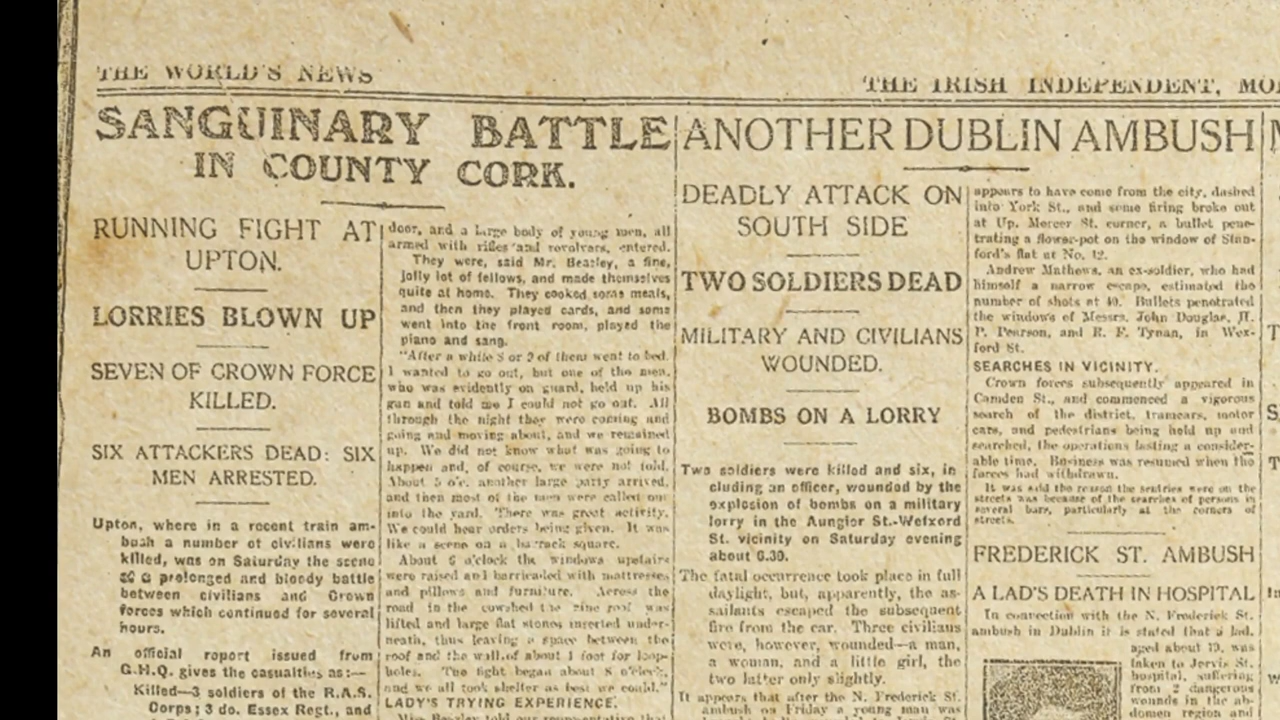 THE WORLD'S NEWS
THE IRISH INDEPENDENT, MO
SANGUINARY BATTLE
IN COUNTY CORK.
RUNNING FIGHT AT
UPTON.
LORRIES BLOWN UP
SEVEN OF CROWN FORCE
KILLED.
SIX ATTACKERS DEAD: SIX
MEN ARRESTED.
Upton, where in a recent train am-
bush a number of civilians were
killed, was on Saturday the scene
of a prolonged and bloody battle
between civilians and Crown
forces which continued for several
hours.
An official report issued from
G.H.Q. gives the casualties as:—
Killed—3 soldiers of the R.A.S.
Corps; 3 do. Essex Regt., and
door, and a large body of young men, all
armed with rifles and revolvers, entered.
They were, said Mr. Beasley, a fine,
jolly lot of fellows, and made themselves
quite at home. They cooked some meals,
and then they played cards, and some
went into the front room, played the
piano and sang.
"After a while 8 or 9 of them went to bed.
I wanted to go out, but one of the men,
who was evidently on guard, held up his
gun and told me I could not go out. All
through the night they were coming and
going and moving about, and we remained
up. We did not know what was going to
happen and, of course, we were not told.
About 5 o'c. another large party arrived,
and then most of the men were called out
into the yard. There was great activity.
We could hear orders being given. It was
like a scene on a barrack square.
About 6 o'clock the windows upstairs
were raised and barricaded with mattresses
and pillows and furniture. Across the
road in the cowshed the zinc roof was
lifted and large flat stones inserted under-
neath, thus leaving a space between the
roof and the wall of about 1 foot for loop-
holes. The fight began about 8 o'clock,
and we all took shelter as best we could."
LADY'S TRYING EXPERIENCE.
Miss Beasley told our representative that
ANOTHER DUBLIN AMBUSH
DEADLY ATTACK ON
SOUTH SIDE
TWO SOLDIERS DEAD
MILITARY AND CIVILIANS
WOUNDED.
BOMBS ON A LORRY
Two soldiers were killed and six, in
cluding an officer, wounded by the
explosion of bombs on a military
lorry in the Aungier St.-Wexford
St. vicinity on Saturday evening
about 6.30.
The fatal occurrence took place in full
daylight, but, apparently, the as-
sailants escaped the subsequent
fire from the car. Three civilians
were, however, wounded—a man,
a woman, and a little girl, the
two latter only slightly.
It appears that after the N. Frederick St.
ambush on Friday a young man was
appears to have come from the city, dashed
into York St., and some firing broke out
at Up. Mercer St. corner, a bullet pene-
trating a flower-pot on the window of Stan-
ford's flat at No. 12.
Andrew Mathews, an ex-soldier, who had
himself a narrow escape, estimated the
number of shots at 40. Bullets penetrated
the windows of Messrs. John Douglas, H.
P. Pearson, and R. F. Tynan, in Wex-
ford St.
SEARCHES IN VICINITY.
Crown forces subsequently appeared in
Camden St., and commenced a vigorous
search of the district, tramcars, motor
cars, and pedestrians being held up and
searched, the operations lasting a consider-
able time. Business was resumed when the
forces had withdrawn.
It was said the reason the sentries were on the
streets was because of the searches of persons in
several bars, particularly at the corners of
streets.
FREDERICK ST. AMBUSH
A LAD'S DEATH IN HOSPITAL
In connection with the N. Frederick St.
ambush in Dublin it is stated that a lad,
aged about 19, was
taken to Jervis St.
hospital, suffering
from 2 dangerous
wounds in the ab-
domen region and